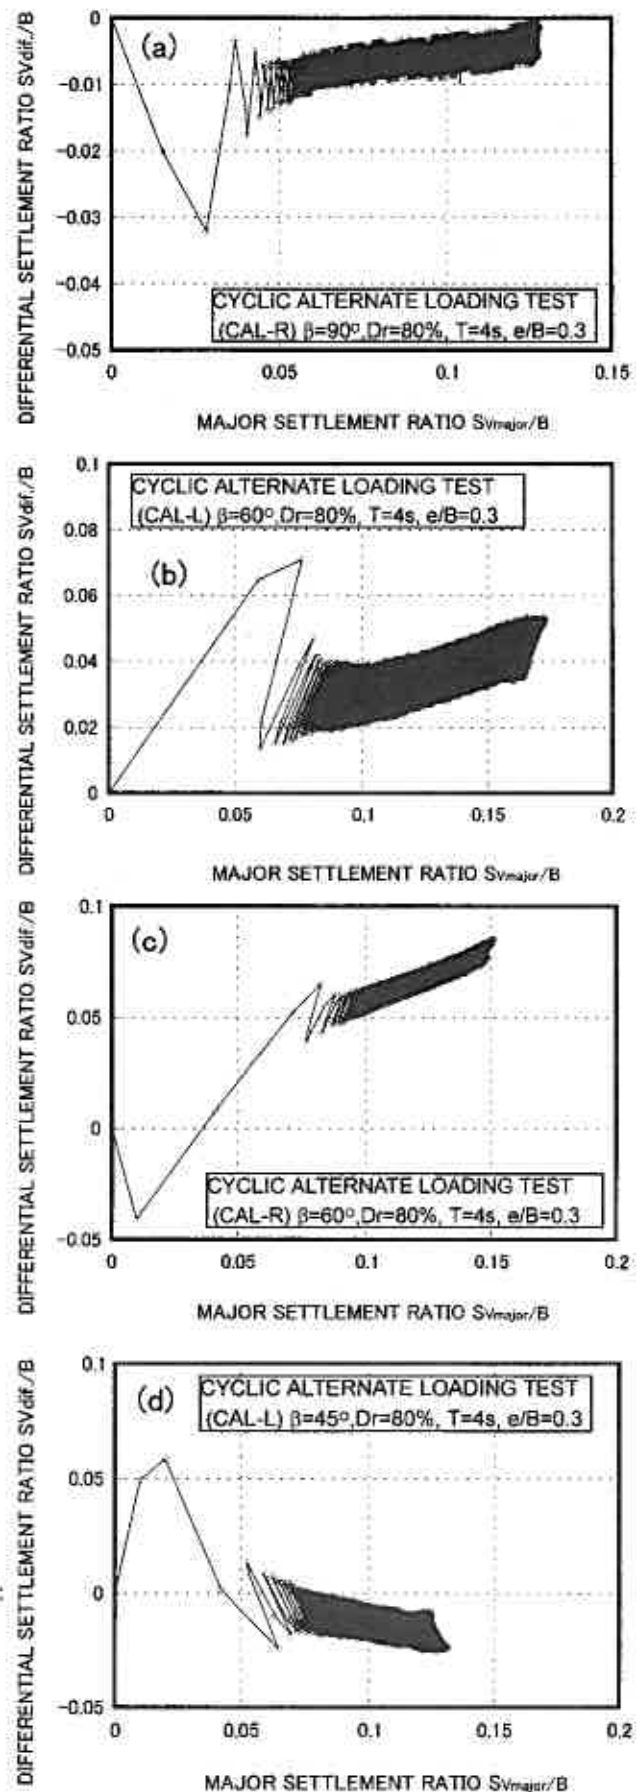 DIFFERENTIAL SETTLEMENT RATIO SVdif./B
0
-0.01
-0.02
-0.03
-0.04
-0.05
(a)
CYCLIC ALTERNATE LOADING TEST
(CAL-R) β=90°,Dr=80%, T=4s, e/B=0.3
0 0.05 0.1 0.15
MAJOR SETTLEMENT RATIO SVmajor/B
DIFFERENTIAL SETTLEMENT RATIO SVdif./B
0.1
0.08
0.06
0.04
0.02
0
CYCLIC ALTERNATE LOADING TEST
(CAL-L) β=60°,Dr=80%, T=4s, e/B=0.3
(b)
0 0.05 0.1 0.15 0.2
MAJOR SETTLEMENT RATIO SVmajor/B
DIFFERENTIAL SETTLEMENT RATIO SVdif./B
0.1
0.05
0
-0.05
(c)
CYCLIC ALTERNATE LOADING TEST
(CAL-R) β=60°,Dr=80%, T=4s, e/B=0.3
0 0.05 0.1 0.15 0.2
MAJOR SETTLEMENT RATIO SVmajor/B
DIFFERENTIAL SETTLEMENT RATIO SVdif./B
0.1
0.05
0
-0.05
(d)
CYCLIC ALTERNATE LOADING TEST
(CAL-L) β=45°,Dr=80%, T=4s, e/B=0.3
0 0.05 0.1 0.15 0.2
MAJOR SETTLEMENT RATIO SVmajor/B